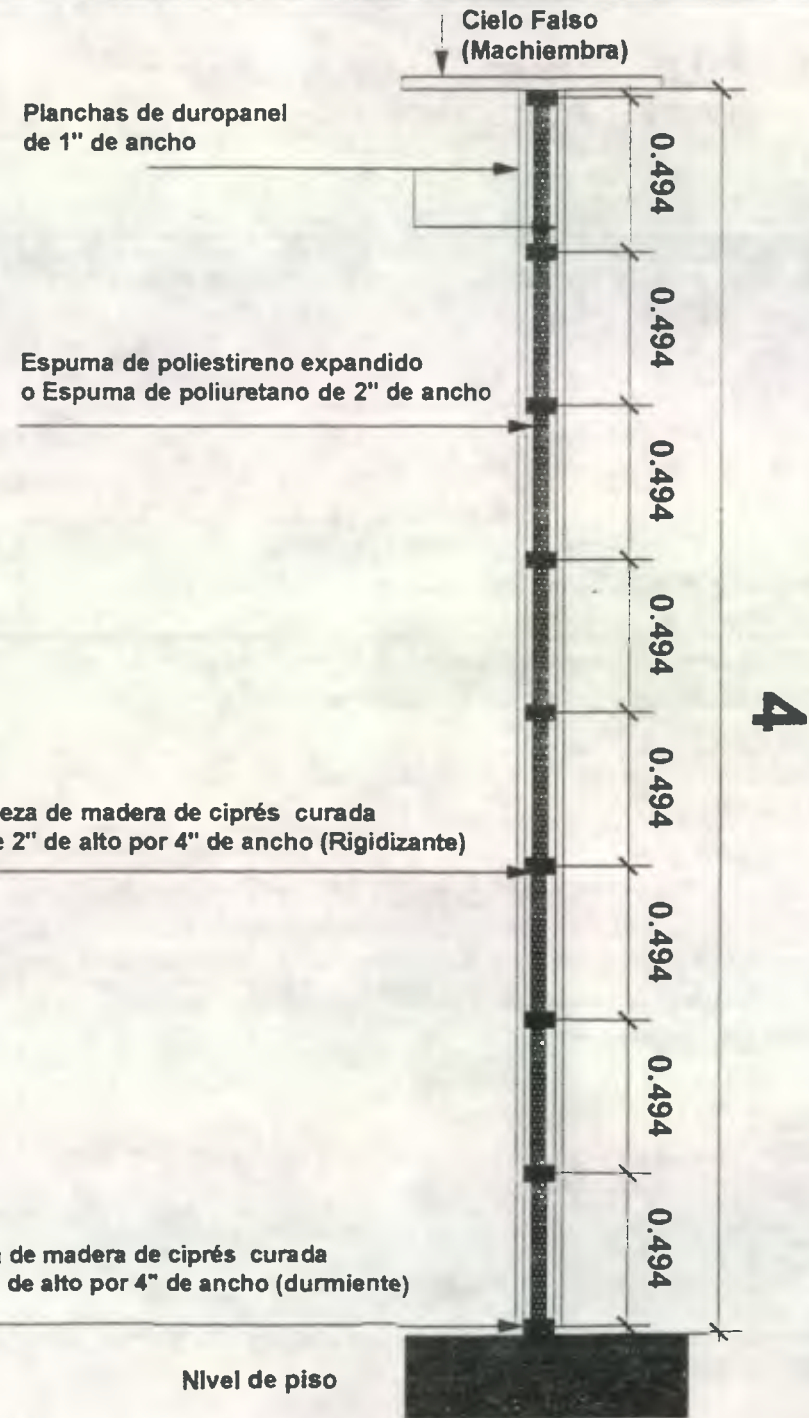 Cielo Falso
(Machiembra)
Planchas de duropanel
de 1" de ancho
0.494
0.494
Espuma de poliestireno expandido
o Espuma de poliuretano de 2" de ancho
0.494
0.494
4
0.494
eza de madera de ciprés curada
e 2" de alto por 4" de ancho (Rigidizante)
0.494
0.494
a de madera de ciprés curada
de alto por 4" de ancho (durmiente)
0.494
Nivel de piso